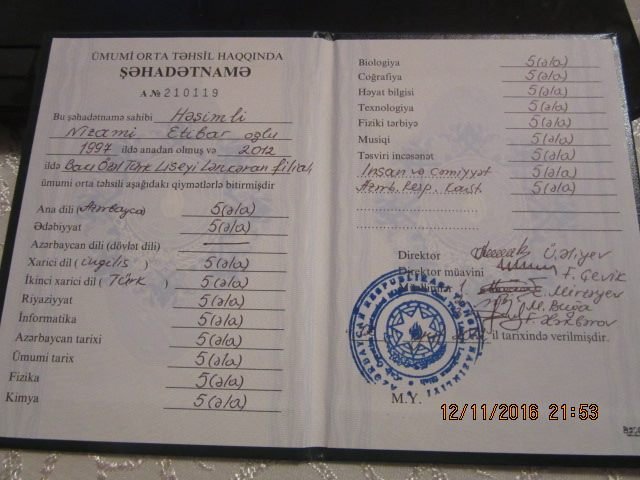 ÜMUMİ ORTA TƏHSİL HAQQINDA
ŞƏHADƏTNAMƏ
A № 210119
Bu şəhadətnamə sahibi Həşimli
Nizami Etibar oğlu
1997 ildə anadan olmuş və 2012
ildə Bakı Özəl Türk Liseyi Lənkəran filialı
ümumi orta təhsili aşağıdakı qiymətlərlə bitirmişdir
Ana dili (Azərbaycan) 5(əla)
Ədəbiyyat 5(əla)
Azərbaycan dili (dövlət dili)
Xarici dil (ingilis) 5(əla)
İkinci xarici dil (Türk) 5(əla)
Riyaziyyat 5(əla)
İnformatika 5(əla)
Azərbaycan tarixi 5(əla)
Ümumi tarix 5(əla)
Fizika 5(əla)
Kimya 5(əla)
Biologiya 5(əla)
Coğrafiya 5(əla)
Həyat bilgisi 5(əla)
Texnologiya 5(əla)
Fiziki tərbiyə 5(əla)
Musiqi 5(əla)
Təsviri incəsənət 5(əla)
İnsan və cəmiyyət 5(əla)
Azərb. Resp. Konst. 5(əla)
Direktor Ü.Əliyev
Direktor müavini F. Çevik
M. Buğa
F. Ələkbərov
il tarixində verilmişdir.
M.Y.
12/11/2016 21:53